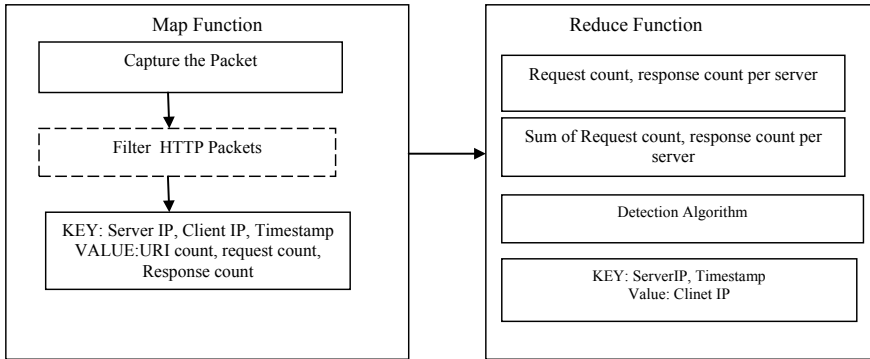 Map Function
Capture the Packet
Filter HTTP Packets
KEY: Server IP, Client IP, Timestamp
VALUE:URI count, request count,
Response count
Reduce Function
Request count, response count per server
Sum of Request count, response count per
server
Detection Algorithm
KEY: ServerIP, Timestamp
Value: Clinet IP